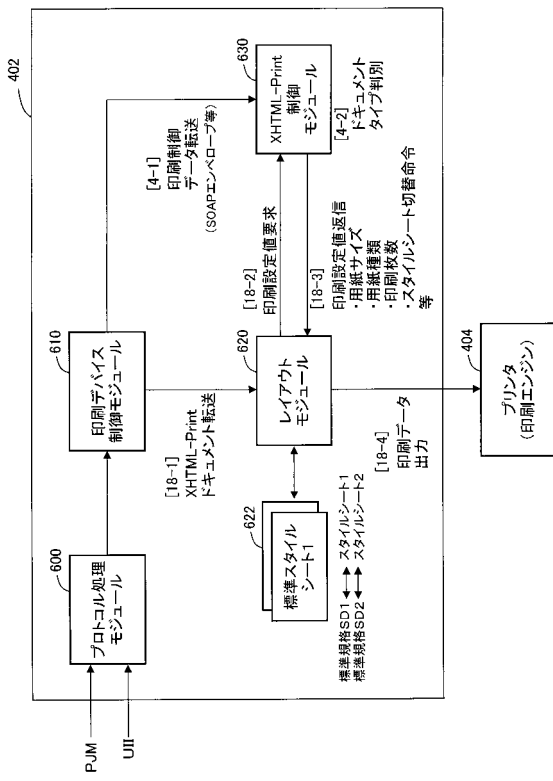 402
PJM
UII
600
プロトコル処理
モジュール
610
印刷デバイス
制御モジュール
[4-1]
印刷制御
データ転送
(SOAPエンベロープ等)
630
XHTML-Print
制御
モジュール
[4-2]
ドキュメント
タイプ判別
[18-1]
XHTML-Print
ドキュメント転送
[18-2]
印刷設定値要求
[18-3]
印刷設定値返信
・用紙サイズ
・用紙種類
・印刷枚数
・スタイルシート切替命令
等
620
レイアウト
モジュール
622
標準スタイル
シート1
標準規格SD1 スタイルシート1
標準規格SD2 スタイルシート2
[18-4]
印刷データ
出力
404
プリンタ
(印刷エンジン)